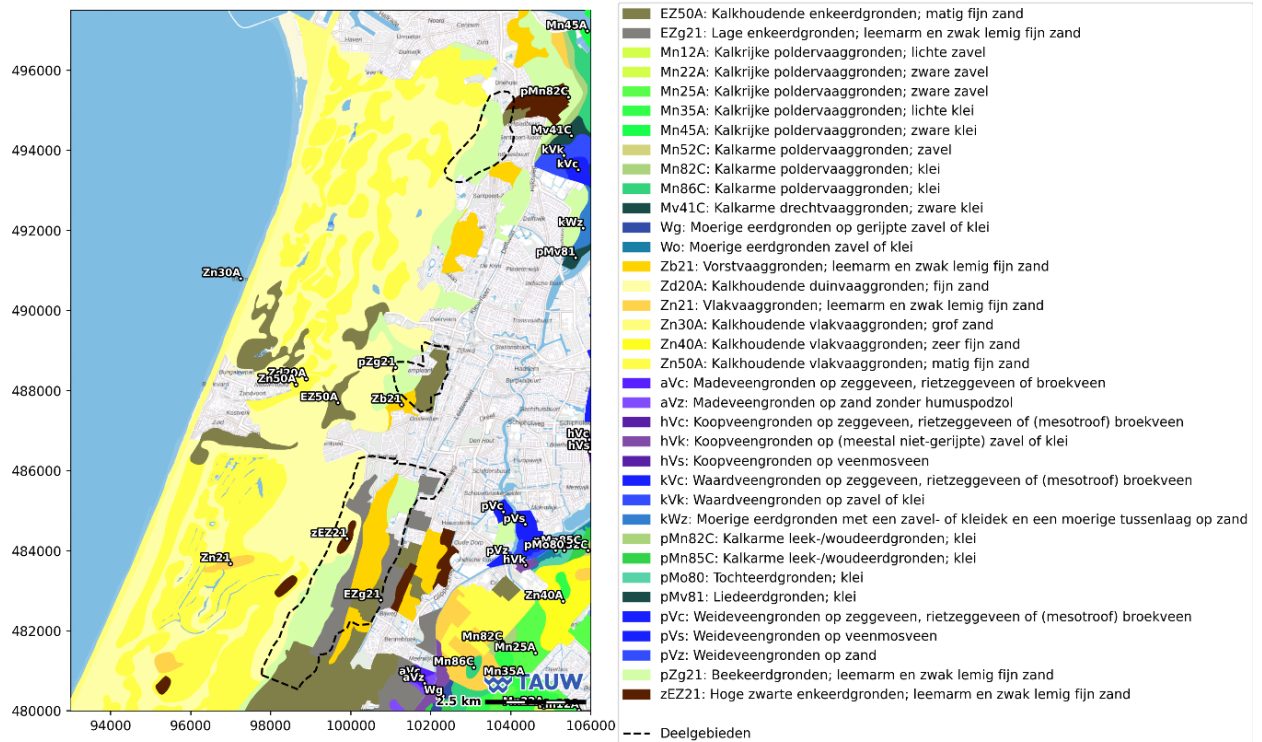 496000
494000
492000
490000
488000
486000
484000
482000
480000
94000
96000
98000
100000
102000
104000
106000
Mn45A
pMn82C
Mv41C
kVk
kVc
kWz
pMv81
Zn30A
pZg21
Zd20A
Zn50A
EZ50A
Zb21
hVc
hVs
pVc
pVs
zEZ21
pMo80
pVz
hVk
Zn21
EZg21
Zn40A
Mn82C
Mn25A
Mn86C
Mn35A
aVc
aVz
Wg
TAUW
2.5 km
EZ50A: Kalkhoudende enkeerdgronden; matig fijn zand
EZg21: Lage enkeerdgronden; leemarm en zwak lemig fijn zand
Mn12A: Kalkrijke poldervaaggronden; lichte zavel
Mn22A: Kalkrijke poldervaaggronden; zware zavel
Mn25A: Kalkrijke poldervaaggronden; zware zavel
Mn35A: Kalkrijke poldervaaggronden; lichte klei
Mn45A: Kalkrijke poldervaaggronden; zware klei
Mn52C: Kalkarme poldervaaggronden; zavel
Mn82C: Kalkarme poldervaaggronden; klei
Mn86C: Kalkarme poldervaaggronden; klei
Mv41C: Kalkarme drechtvaaggronden; zware klei
Wg: Moerige eerdgronden op gerijpte zavel of klei
Wo: Moerige eerdgronden zavel of klei
Zb21: Vorstvaaggronden; leemarm en zwak lemig fijn zand
Zd20A: Kalkhoudende duinvaaggronden; fijn zand
Zn21: Vlakvaaggronden; leemarm en zwak lemig fijn zand
Zn30A: Kalkhoudende vlakvaaggronden; grof zand
Zn40A: Kalkhoudende vlakvaaggronden; zeer fijn zand
Zn50A: Kalkhoudende vlakvaaggronden; matig fijn zand
aVc: Madeveengronden op zeggeveen, rietzeggeveen of broekveen
aVz: Madeveengronden op zand zonder humuspodzol
hVc: Koopveengronden op zeggeveen, rietzeggeveen of (mesotroof) broekveen
hVk: Koopveengronden op (meestal niet-gerijpte) zavel of klei
hVs: Koopveengronden op veenmosveen
kVc: Waardveengronden op zeggeveen, rietzeggeveen of (mesotroof) broekveen
kVk: Waardveengronden op zavel of klei
kWz: Moerige eerdgronden met een zavel- of kleidek en een moerige tussenlaag op zand
pMn82C: Kalkarme leek-/woudeerdgronden; klei
pMn85C: Kalkarme leek-/woudeerdgronden; klei
pMo80: Tochteerdgronden; klei
pMv81: Liedeerdgronden; klei
pVc: Weideveengronden op zeggeveen, rietzeggeveen of (mesotroof) broekveen
pVs: Weideveengronden op veenmosveen
pVz: Weideveengronden op zand
pZg21: Beekeerdgronden; leemarm en zwak lemig fijn zand
zEZ21: Hoge zwarte enkeerdgronden; leemarm en zwak lemig fijn zand
Deelgebieden